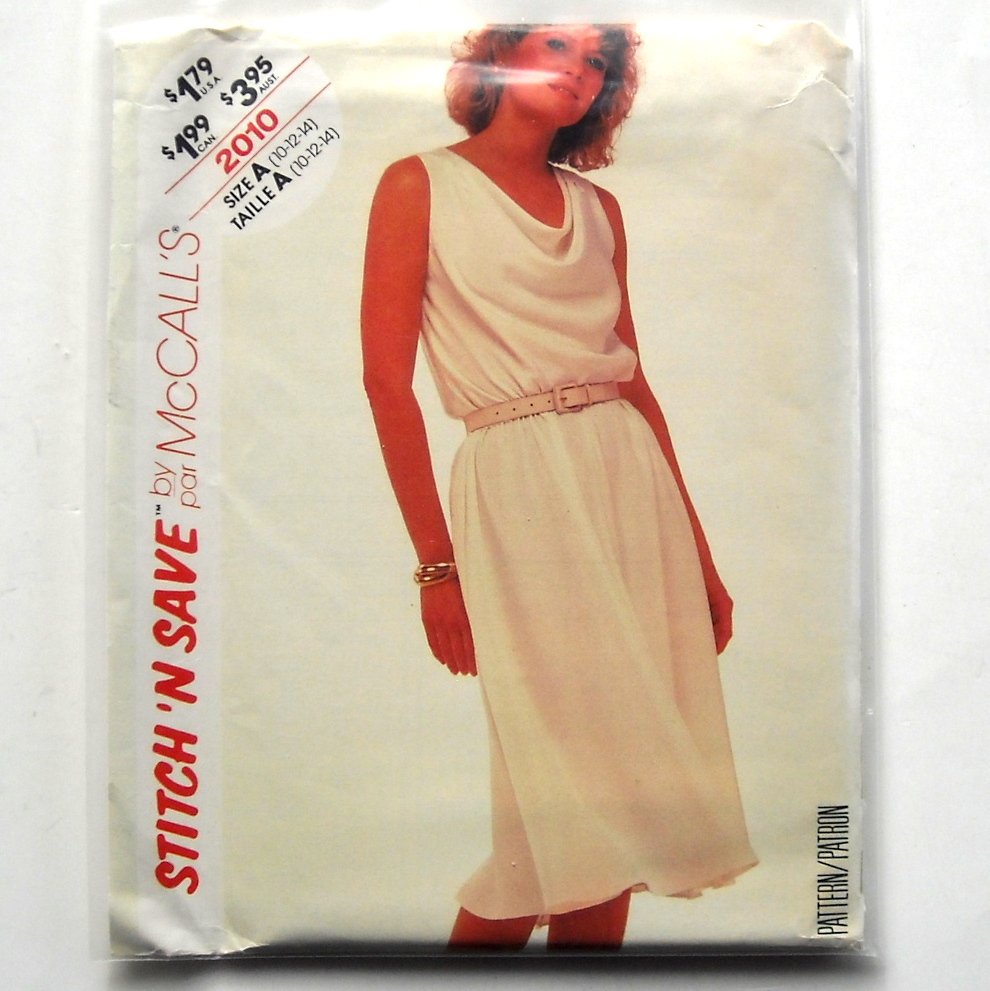 $1.79 U.S.A
$3.95 AUST.
$1.99 CAN
2010
SIZE A (10-12-14)
TAILLE A (10-12-14)
STITCH 'N SAVE™ by McCALL'S®
par
PATTERN/PATRON